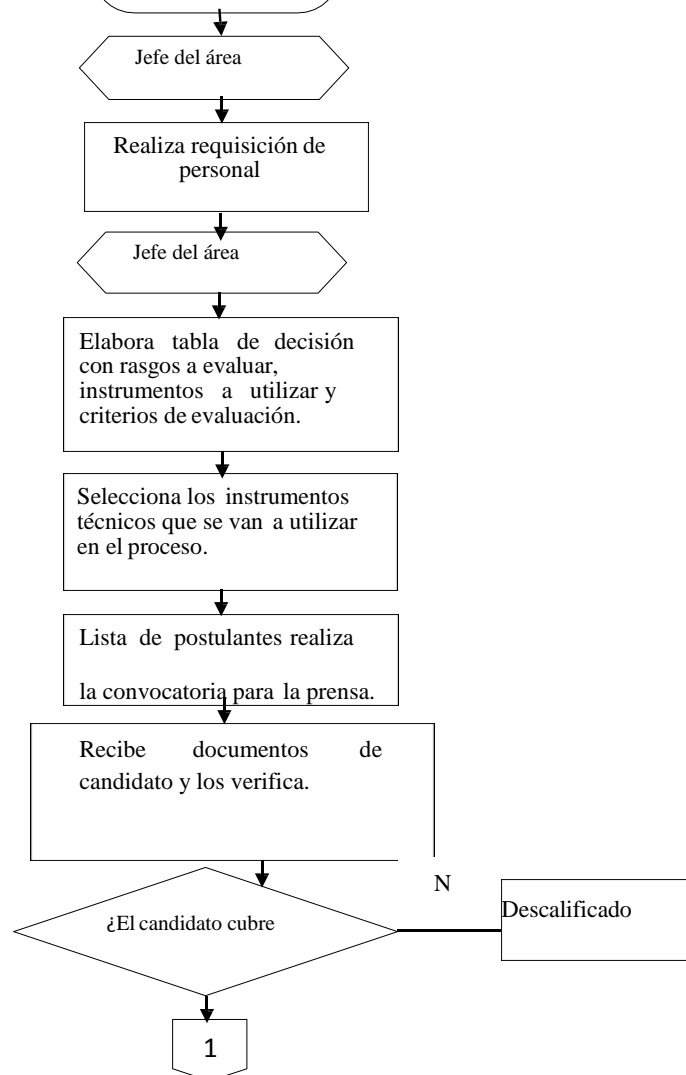 Jefe del área
Realiza requisición de
personal
Jefe del área
Elabora tabla de decisión
con rasgos a evaluar,
instrumentos a utilizar y
criterios de evaluación.
Selecciona los instrumentos
técnicos que se van a utilizar
en el proceso.
Lista de postulantes realiza
la convocatoria para la prensa.
Recibe documentos de
candidato y los verifica.
N
¿El candidato cubre
Descalificado
1